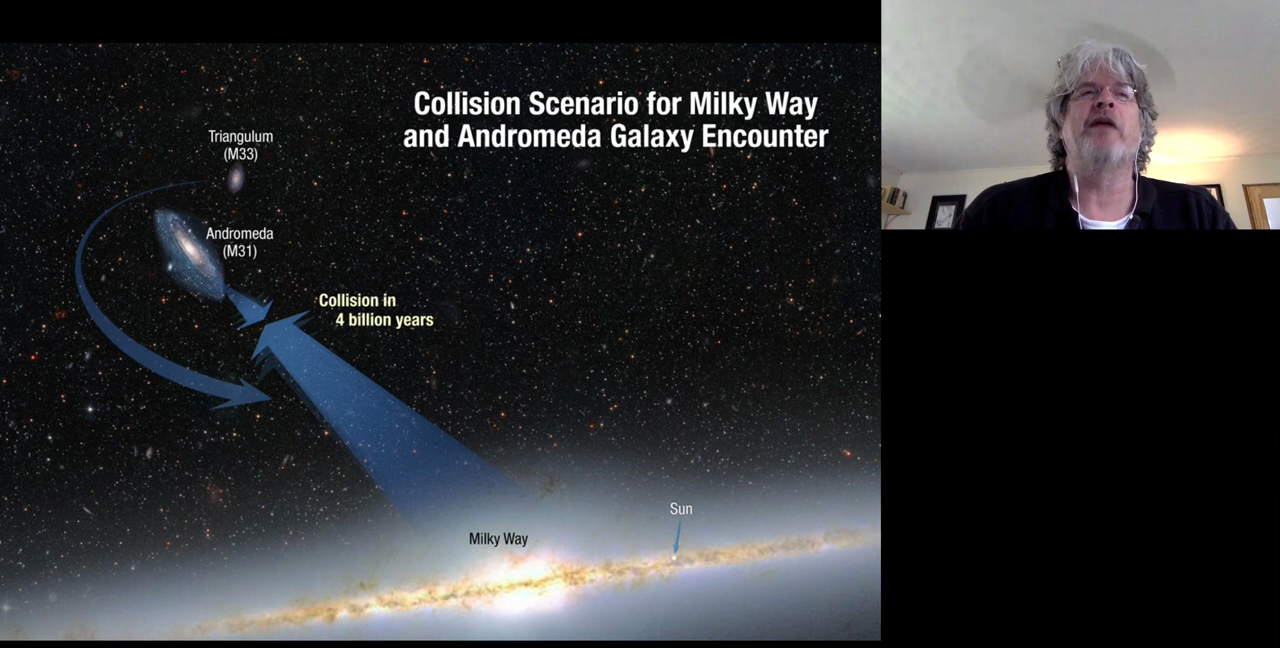 Collision Scenario for Milky Way
and Andromeda Galaxy Encounter
Triangulum
(M33)
Andromeda
(M31)
Collision in
4 billion years
Sun
Milky Way